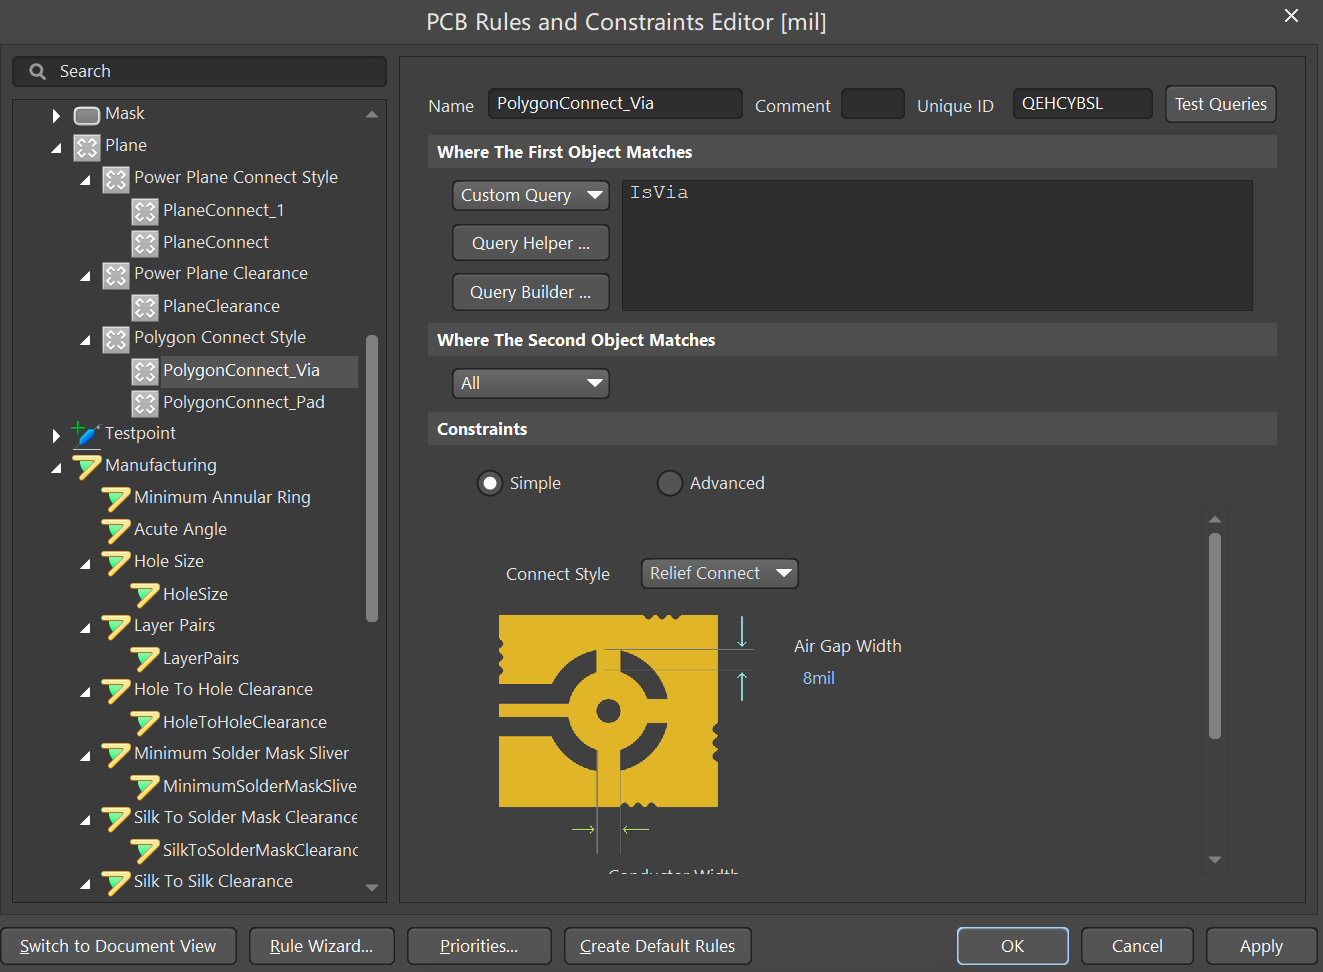 PCB Rules and Constraints Editor [mil]
Search
Mask
Plane
Power Plane Connect Style
PlaneConnect_1
PlaneConnect
Power Plane Clearance
PlaneClearance
Polygon Connect Style
PolygonConnect_Via
PolygonConnect_Pad
Testpoint
Manufacturing
Minimum Annular Ring
Acute Angle
Hole Size
HoleSize
Layer Pairs
LayerPairs
Hole To Hole Clearance
HoleToHoleClearance
Minimum Solder Mask Sliver
MinimumSolderMaskSlive
Silk To Solder Mask Clearance
SilkToSolderMaskClearanc
Silk To Silk Clearance
Name PolygonConnect_Via Comment Unique ID QEHCYBSL Test Queries
Where The First Object Matches
Custom Query
IsVia
Query Helper ...
Query Builder ...
Where The Second Object Matches
All
Constraints
Simple Advanced
Connect Style Relief Connect
Air Gap Width
8mil
Conductor Width
Switch to Document View Rule Wizard... Priorities... Create Default Rules OK Cancel Apply